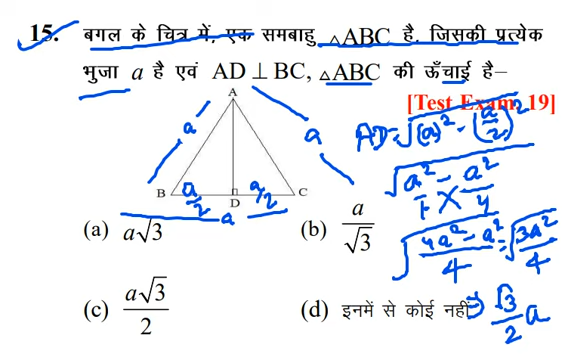 15. बगल के चित्र में, एक समबाहु △ABC है, जिसकी प्रत्येक
भुजा a है एवं AD ⊥ BC, △ABC की ऊँचाई है–
[Test Exam 19]
A
a
a
AD = √(a)² - (a/2)²
√a²/1 - a²/4
B
a/2
D
a/2
C
a
√4a² - a²/4 = √3a²/4
(a) a√3
(b) a/√3
(c) a√3/2
(d) इनमें से कोई नहीं
⇒ √3/2 a